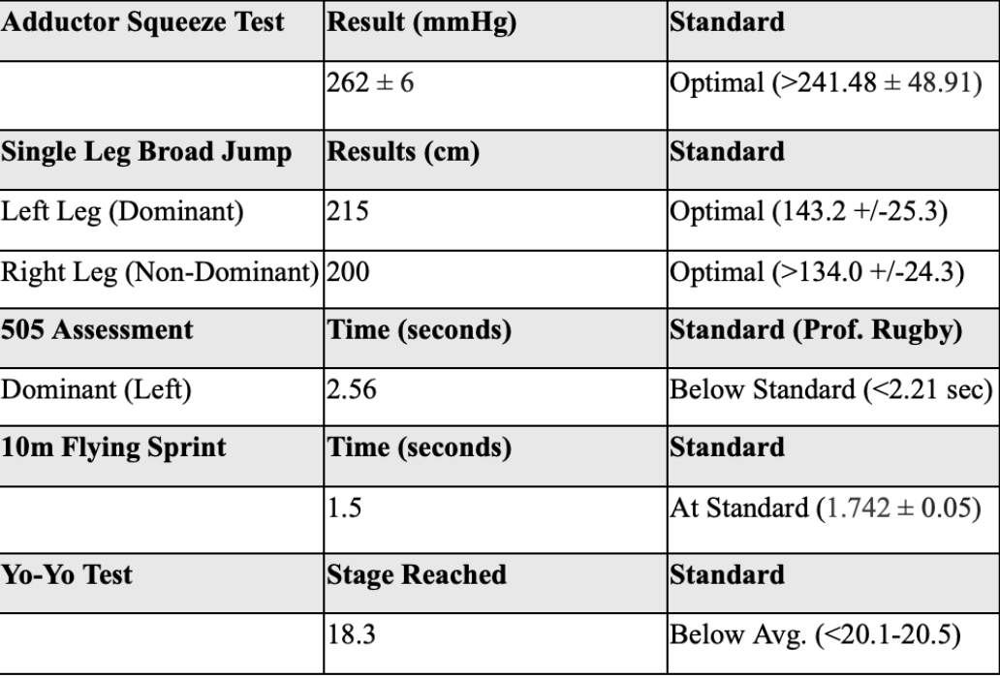 Adductor Squeeze Test Result (mmHg) Standard
262 ± 6 Optimal (>241.48 ± 48.91)
Single Leg Broad Jump Results (cm) Standard
Left Leg (Dominant) 215 Optimal (143.2 +/-25.3)
Right Leg (Non-Dominant) 200 Optimal (>134.0 +/-24.3)
505 Assessment Time (seconds) Standard (Prof. Rugby)
Dominant (Left) 2.56 Below Standard (<2.21 sec)
10m Flying Sprint Time (seconds) Standard
1.5 At Standard (1.742 ± 0.05)
Yo-Yo Test Stage Reached Standard
18.3 Below Avg. (<20.1-20.5)